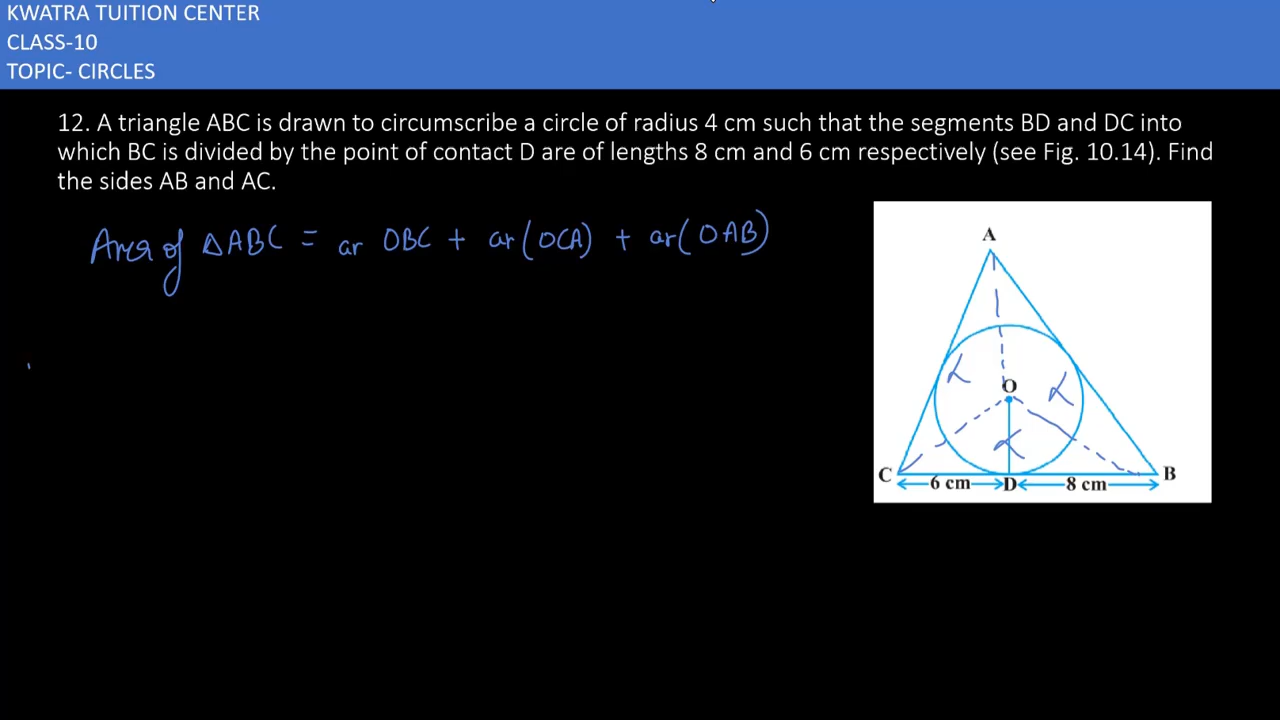 KWATRA TUITION CENTER
CLASS-10
TOPIC- CIRCLES
12. A triangle ABC is drawn to circumscribe a circle of radius 4 cm such that the segments BD and DC into
which BC is divided by the point of contact D are of lengths 8 cm and 6 cm respectively (see Fig. 10.14). Find
the sides AB and AC.
Area of △ABC = ar OBC + ar(OCA) + ar(OAB)
A
O
C
B
6 cm D 8 cm